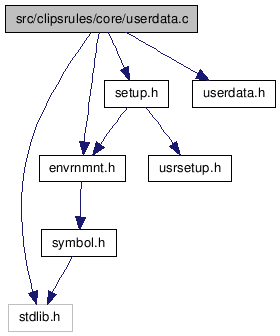 src/clipsrules/core/userdata.c
setup.h
userdata.h
envrnmnt.h
usrsetup.h
symbol.h
stdlib.h